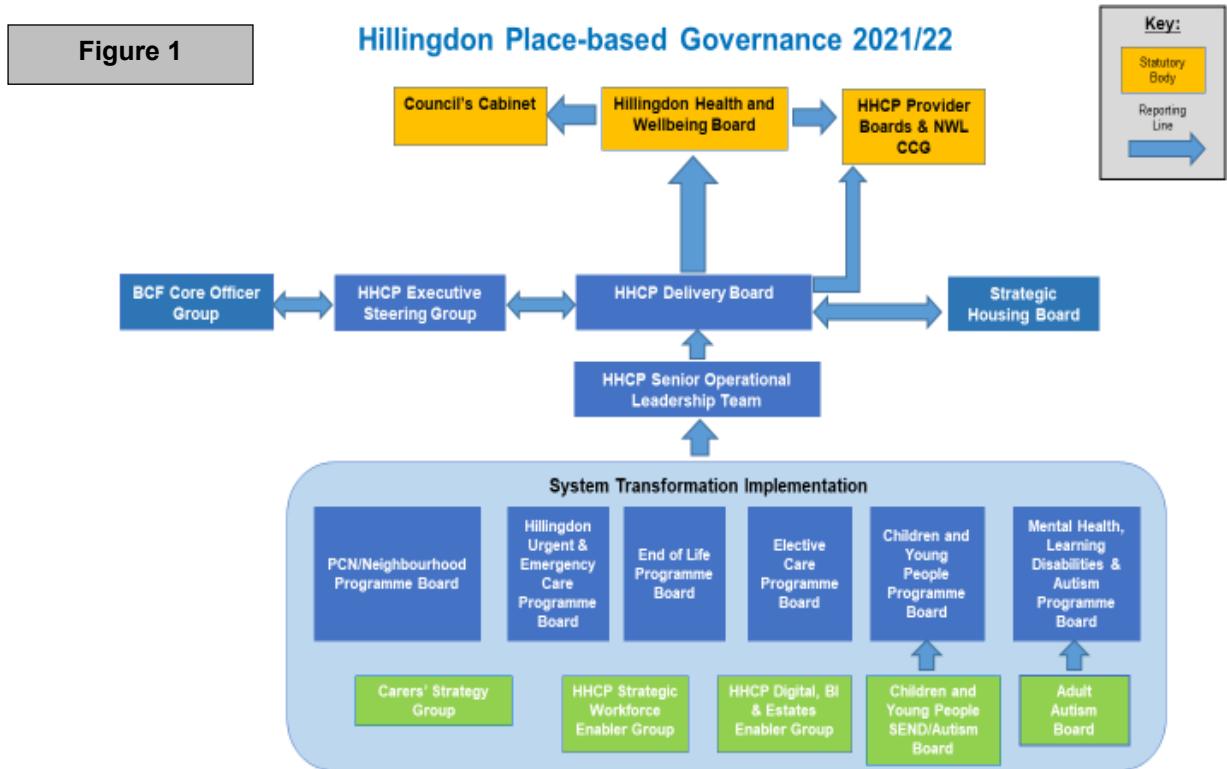 Figure 1
Hillingdon Place-based Governance 2021/22
Key:
Statutory
Body
Reporting
Line
Council's Cabinet
Hillingdon Health and
Wellbeing Board
HHCP Provider
Boards & NWL
CCG
BCF Core Officer
Group
HHCP Executive
Steering Group
HHCP Delivery Board
Strategic
Housing Board
HHCP Senior Operational
Leadership Team
System Transformation Implementation
PCN/Neighbourhood
Programme Board
Hillingdon
Urgent &
Emergency
Care
Programme
Board
End of Life
Programme
Board
Elective
Care
Programme
Board
Children and
Young
People
Programme
Board
Mental Health,
Learning
Disabilities &
Autism
Programme
Board
Carers' Strategy
Group
HHCP Strategic
Workforce
Enabler Group
HHCP Digital, BI
& Estates
Enabler Group
Children and
Young People
SEND/Autism
Board
Adult
Autism
Board